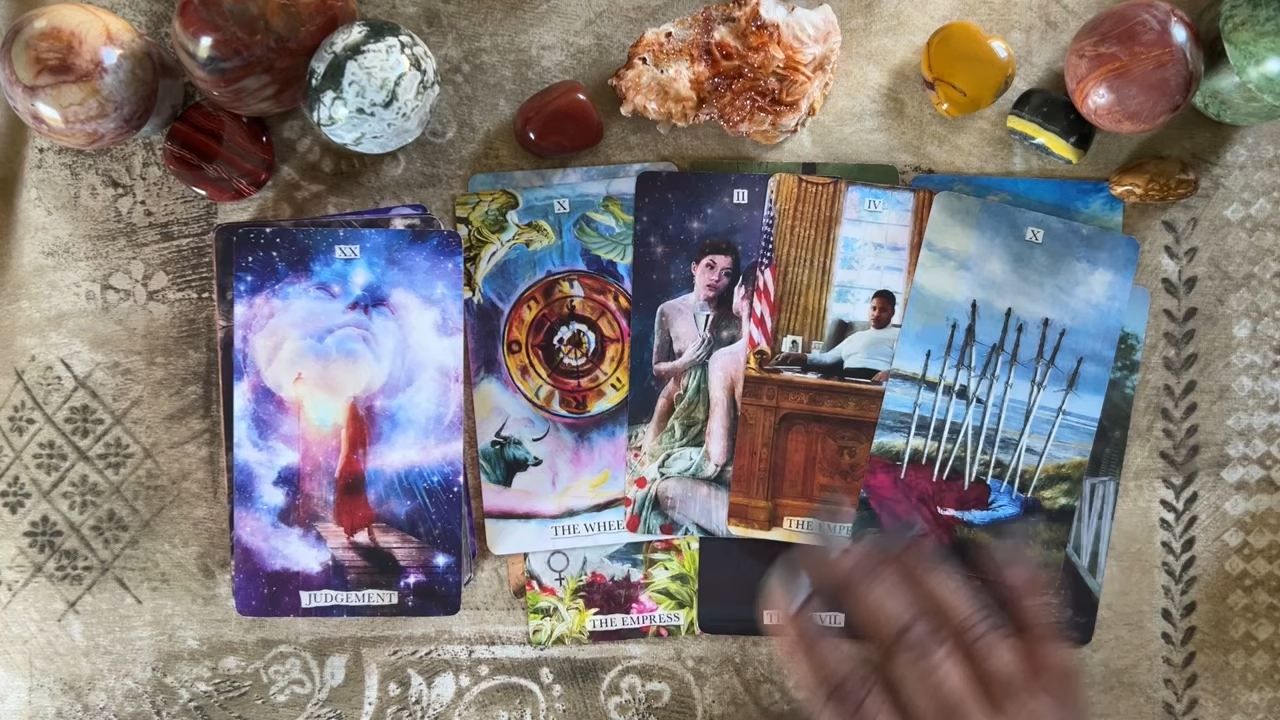 XX
JUDGEMENT
X
THE WHEE
II
IV
THE EMPE
X
THE EMPRESS